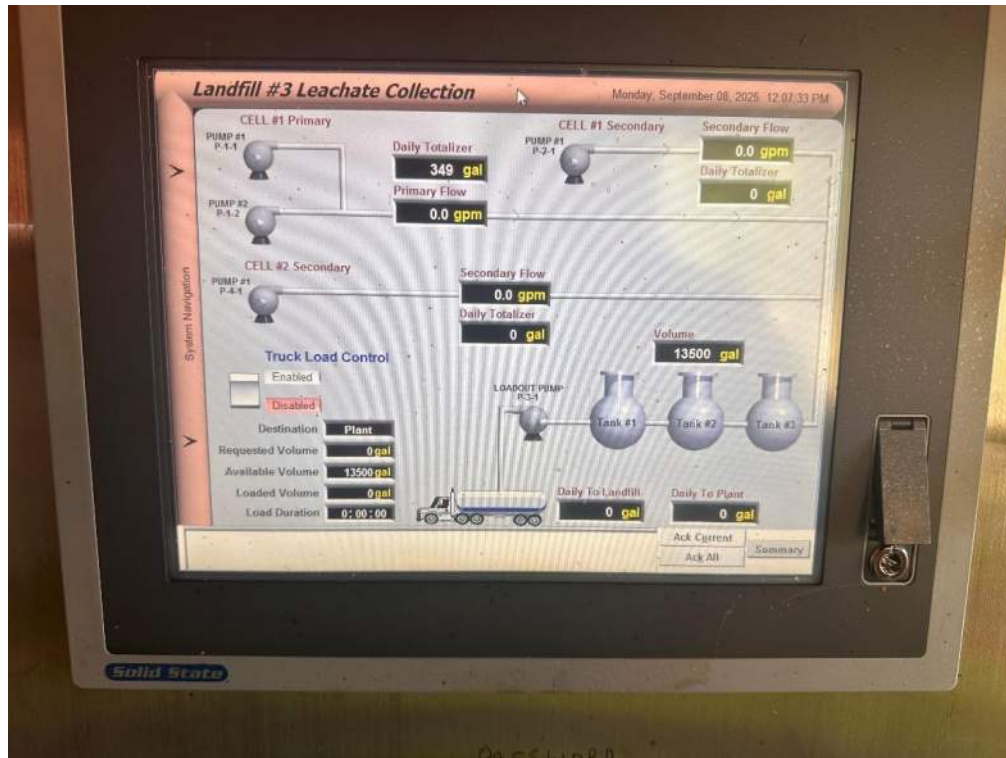 Landfill #3 Leachate Collection
Monday, September 08, 2025 12:07:33 PM
CELL #1 Primary
PUMP #1
P-1-1
Daily Totalizer
349 gal
Primary Flow
0.0 gpm
PUMP #2
P-1-2
CELL #1 Secondary
PUMP #1
P-2-1
Secondary Flow
0.0 gpm
Daily Totalizer
0 gal
CELL #2 Secondary
PUMP #1
P-4-1
Secondary Flow
0.0 gpm
Daily Totalizer
0 gal
System Navigation
Truck Load Control
Enabled
Disabled
Destination Plant
Requested Volume 0 gal
Available Volume 13500 gal
Loaded Volume 0 gal
Load Duration 0:00:00
Volume
13500 gal
LOADOUT PUMP
P-3-1
Tank #1
Tank #2
Tank #3
Daily To Landfill
0 gal
Daily To Plant
0 gal
Ack Current
Ack All
Summary
Solid State